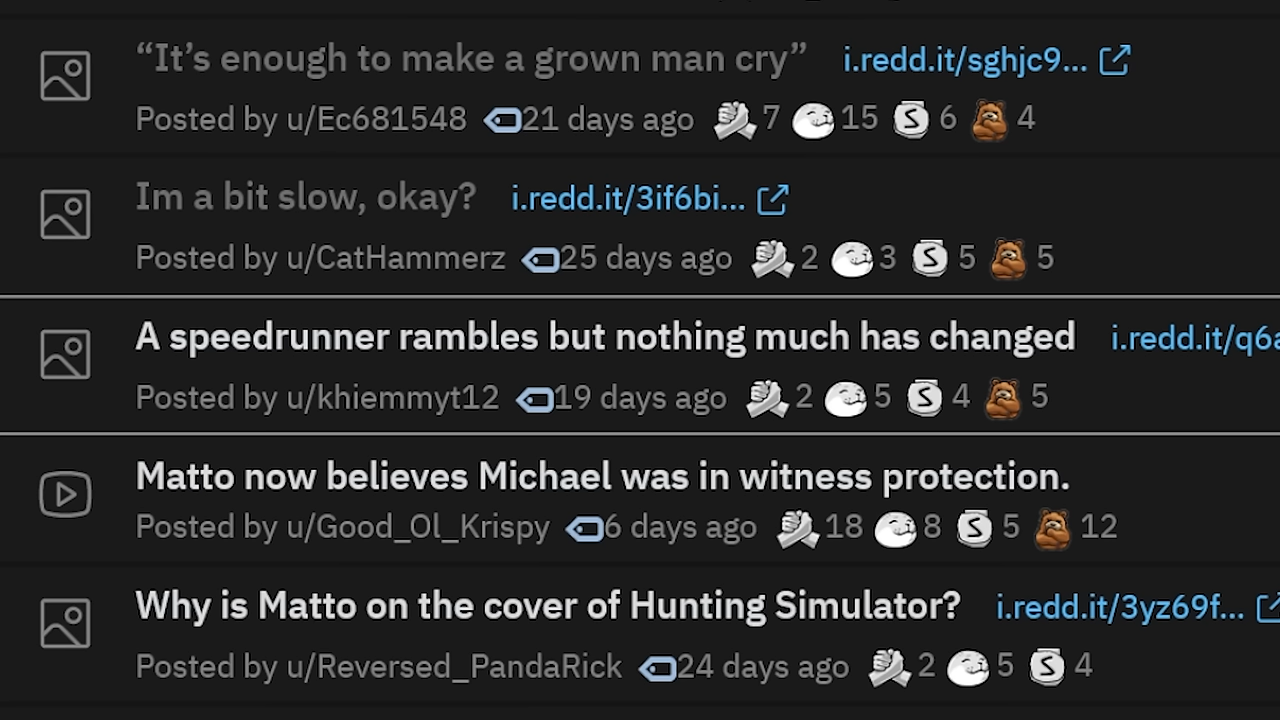 “It’s enough to make a grown man cry” i.redd.it/sghjc9...
Posted by u/Ec681548 21 days ago 7 15 S 6 4
Im a bit slow, okay? i.redd.it/3if6bi...
Posted by u/CatHammerz 25 days ago 2 3 S 5 5
A speedrunner rambles but nothing much has changed i.redd.it/q6a
Posted by u/khiemmyt12 19 days ago 2 5 S 4 5
Matto now believes Michael was in witness protection.
Posted by u/Good_Ol_Krispy 6 days ago 18 8 S 5 12
Why is Matto on the cover of Hunting Simulator? i.redd.it/3yz69f...
Posted by u/Reversed_PandaRick 24 days ago 2 5 S 4